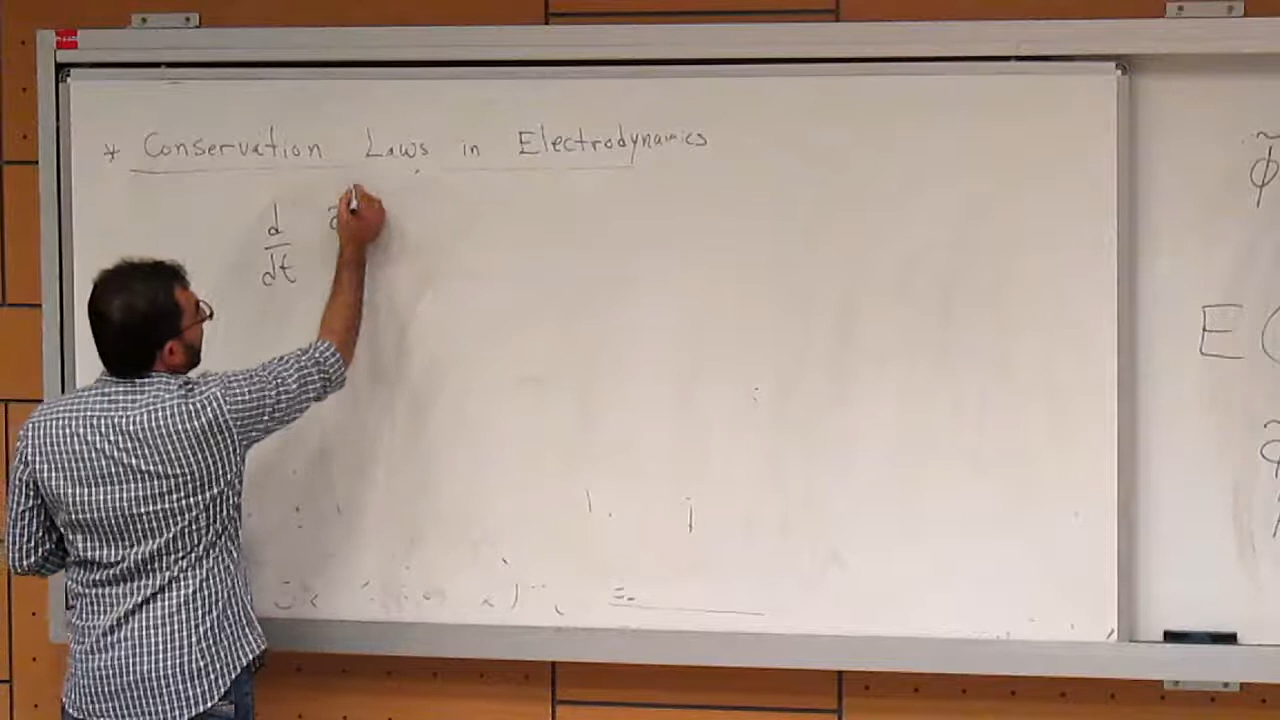 * Conservation Laws in Electrodynamics
d
dt
ϕ̃
E (